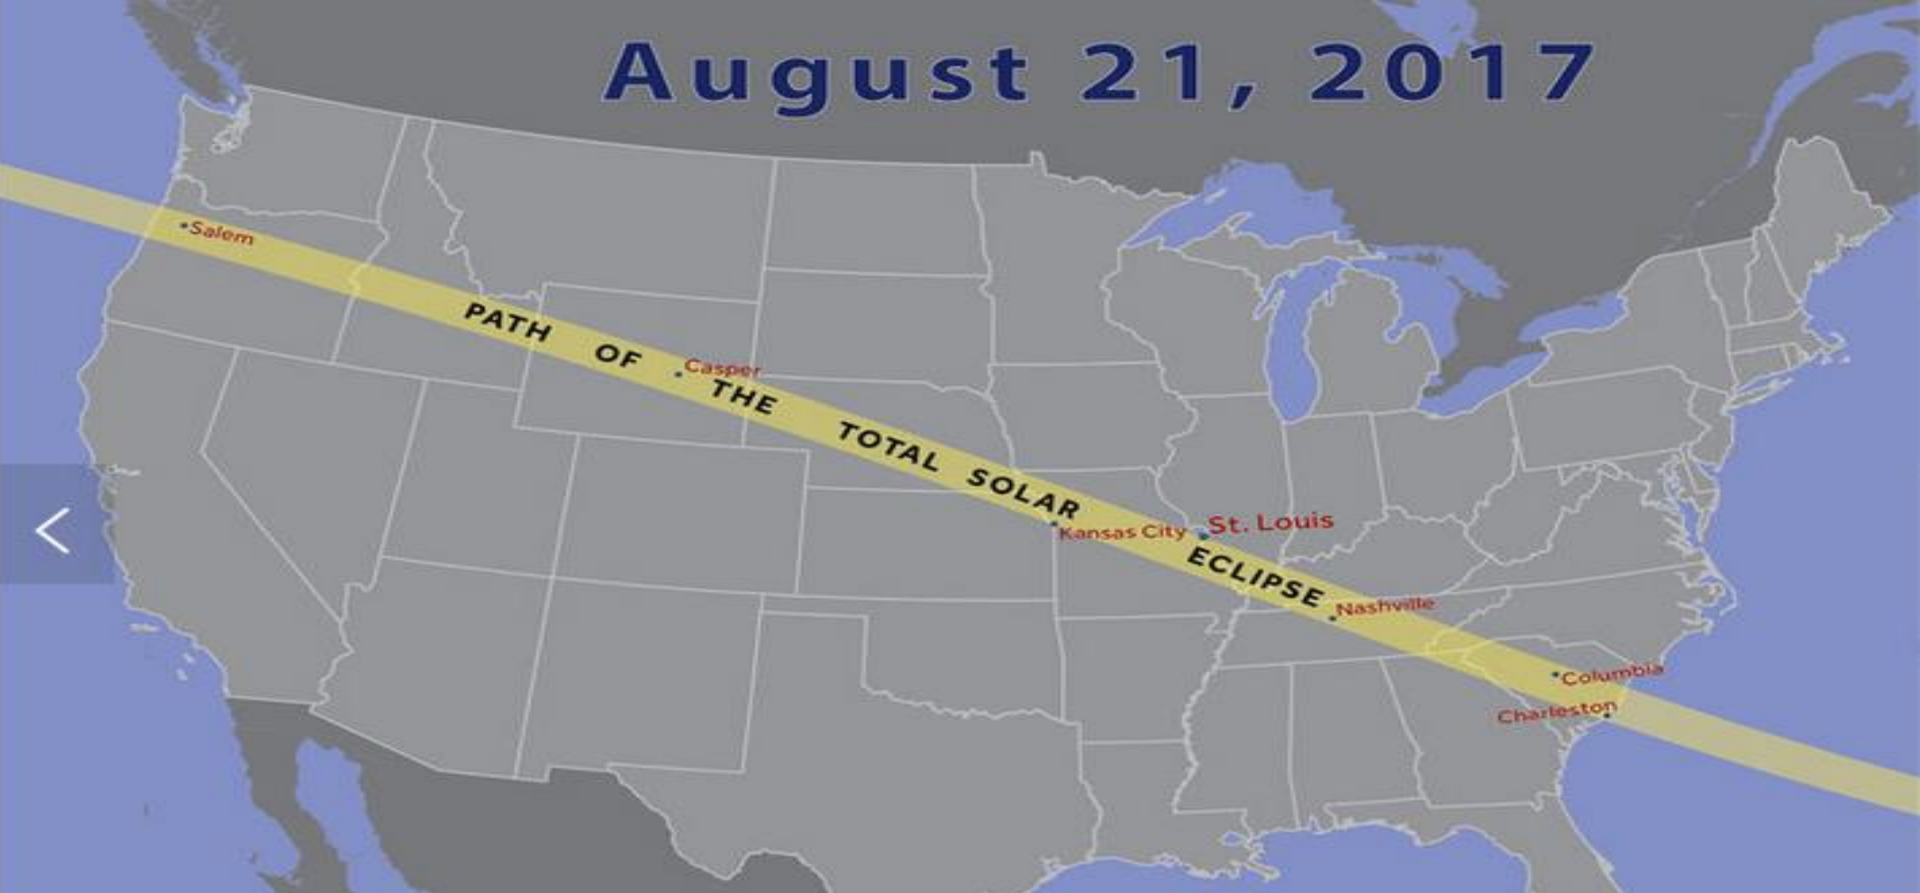 August 21, 2017
Salem
PATH OF THE TOTAL SOLAR ECLIPSE
Casper
Kansas City
St. Louis
Nashville
Columbia
Charleston